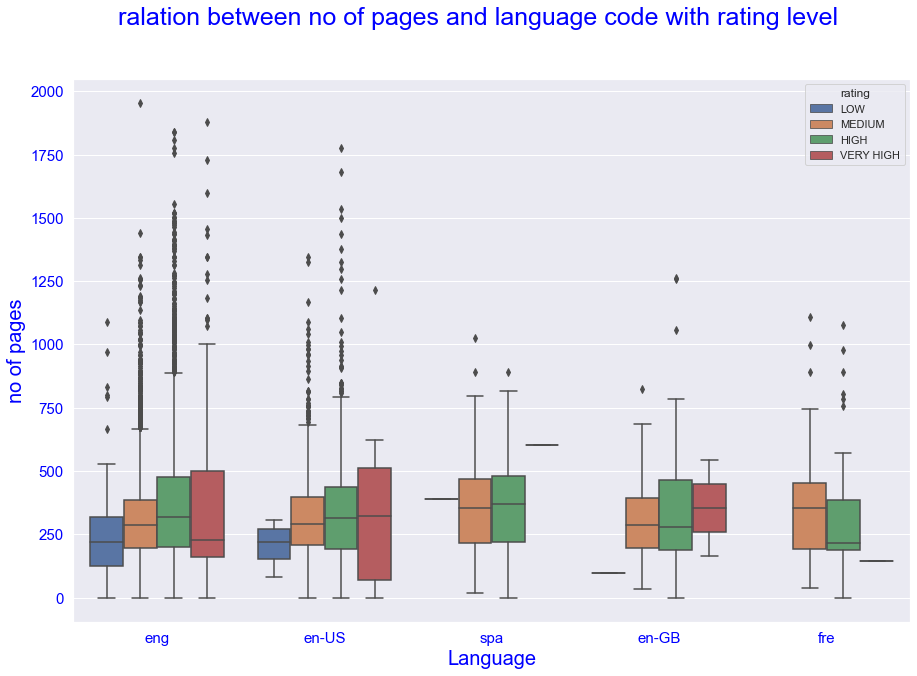 ralation between no of pages and language code with rating level
2000
1750
1500
1250
1000
750
500
250
0
no of pages
rating
LOW
MEDIUM
HIGH
VERY HIGH
eng en-US spa en-GB fre
Language